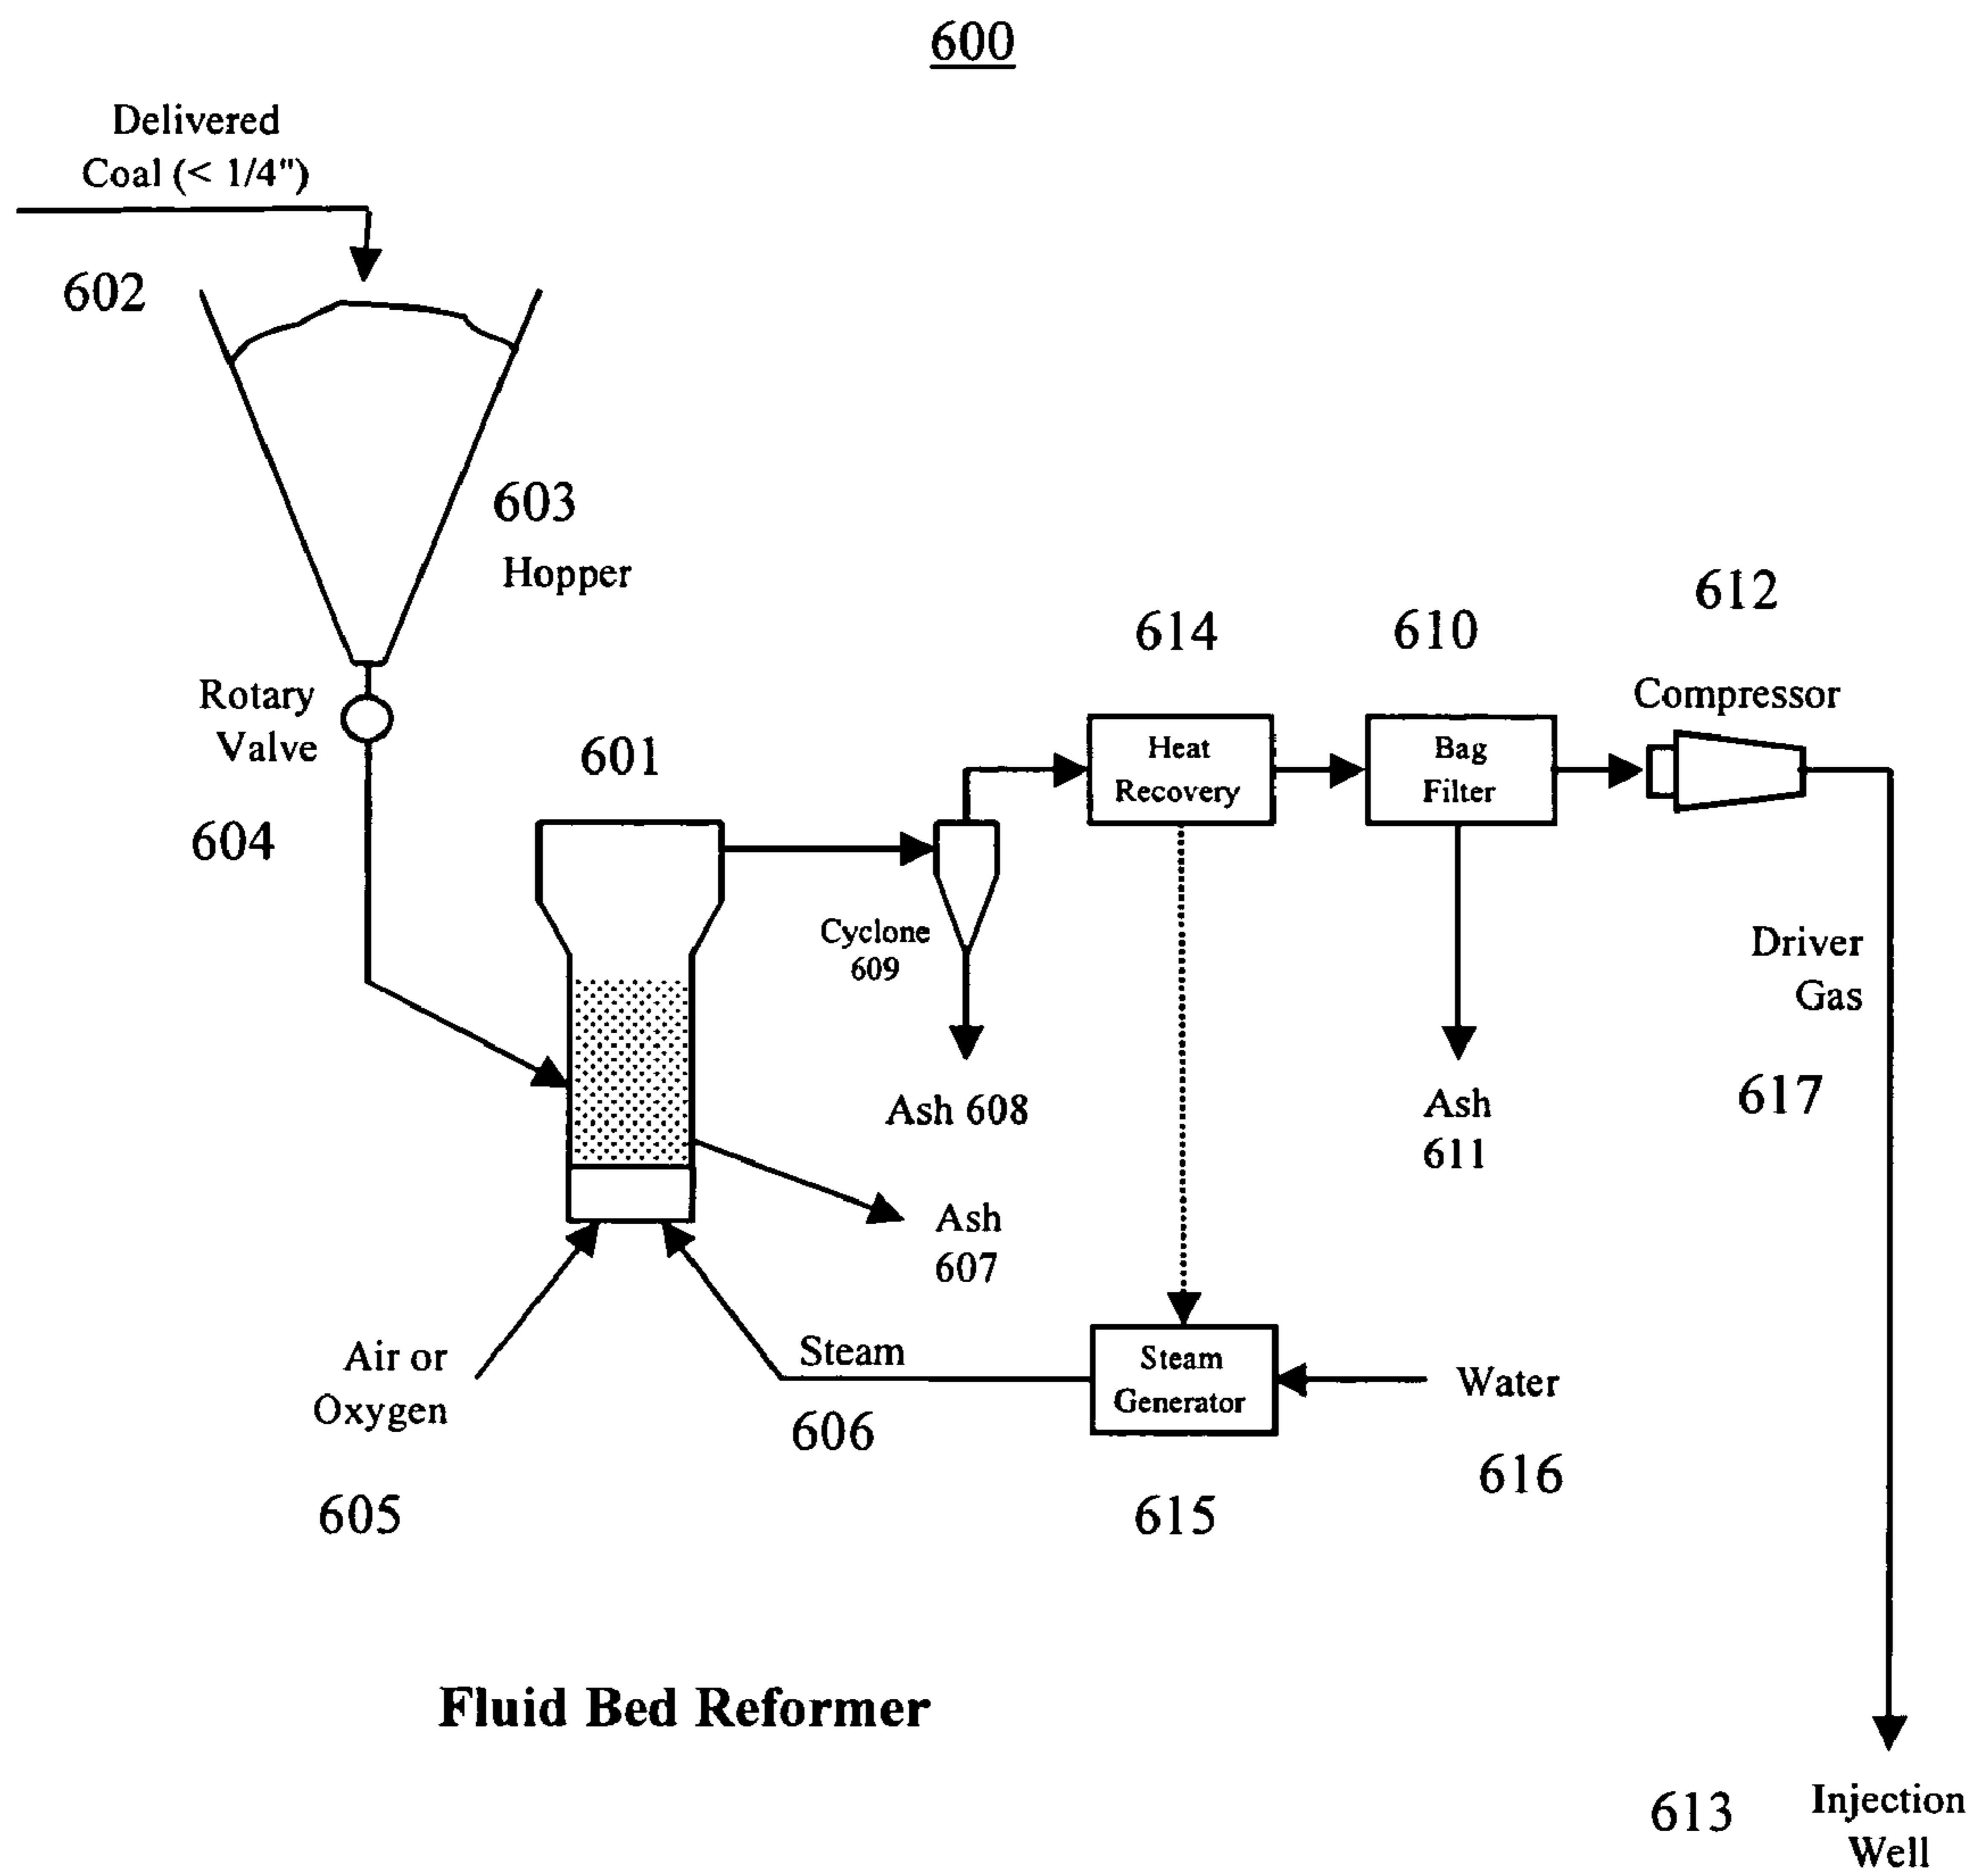 600
Delivered
Coal (< 1/4")
602
603
Hopper
Rotary
Valve
604
601
614
610
612
Compressor
Heat
Recovery
Bag
Filter
Cyclone
609
Driver
Gas
617
Ash 608
Ash
611
Ash
607
Air or
Oxygen
605
Steam
606
Steam
Generator
615
Water
616
Fluid Bed Reformer
613
Injection
Well